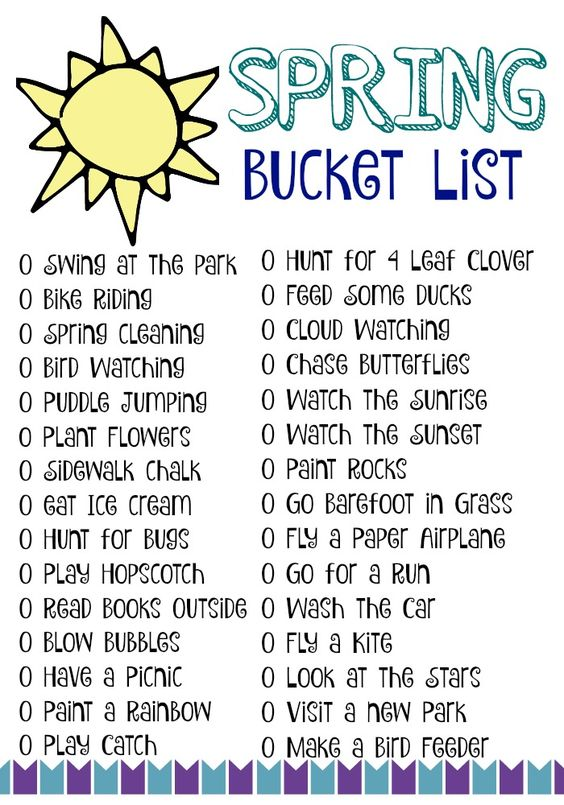 SPRING
BUCKET LIST
O Swing at the Park
O Bike Riding
O Spring Cleaning
O Bird Watching
O Puddle Jumping
O Plant Flowers
O Sidewalk Chalk
O Eat Ice Cream
O Hunt for Bugs
O Play Hopscotch
O Read Books Outside
O Blow Bubbles
O Have a Picnic
O Paint a Rainbow
O Play Catch
O Hunt for 4 Leaf Clover
O Feed Some Ducks
O Cloud Watching
O Chase Butterflies
O Watch the Sunrise
O Watch the Sunset
O Paint Rocks
O Go Barefoot in Grass
O Fly a Paper Airplane
O Go for a Run
O Wash the Car
O Fly a Kite
O Look at the Stars
O Visit a New Park
O Make a Bird Feeder